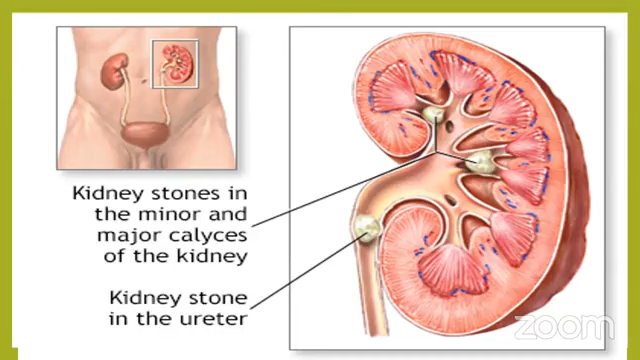 Kidney stones in
the minor and
major calyces
of the kidney
Kidney stone
in the ureter
zoom